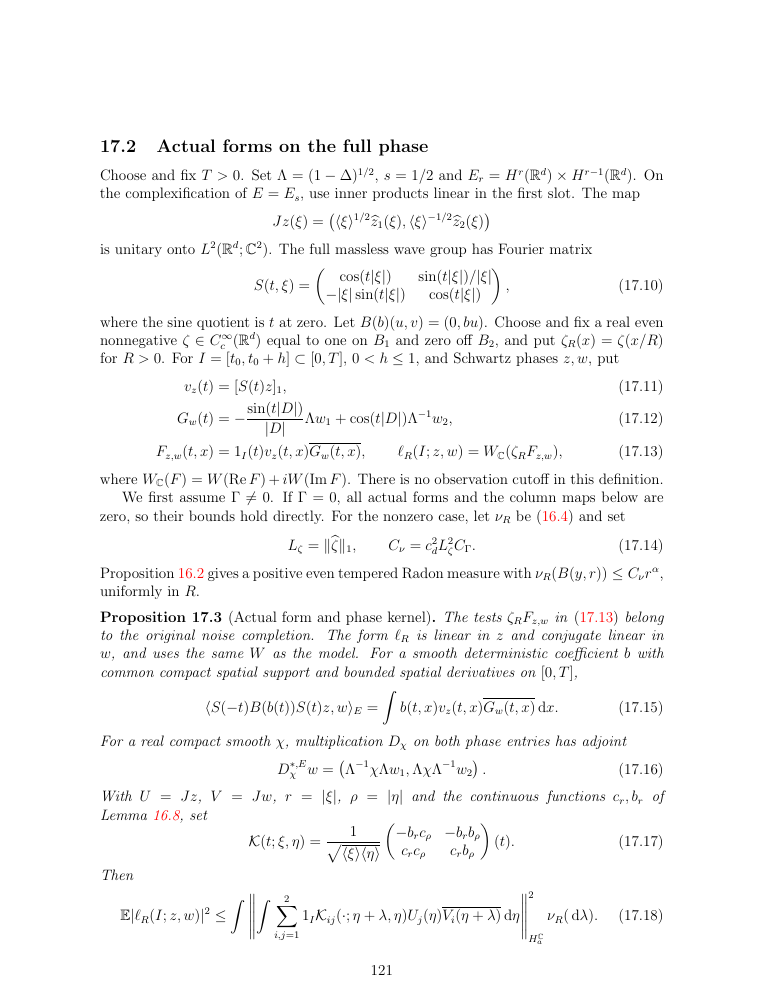 17.2 Actual forms on the full phase
Choose and fix T > 0. Set Λ = (1 − Δ)^{1/2}, s = 1/2 and E_r = H^r(ℝ^d) × H^{r−1}(ℝ^d). On
the complexification of E = E_s, use inner products linear in the first slot. The map
Jz(ξ) = (⟨ξ⟩^{1/2} ẑ_1(ξ), ⟨ξ⟩^{−1/2} ẑ_2(ξ))
is unitary onto L^2(ℝ^d; ℂ^2). The full massless wave group has Fourier matrix
S(t, ξ) = ( cos(t|ξ|) sin(t|ξ|)/|ξ|
−|ξ| sin(t|ξ|) cos(t|ξ|) ) , (17.10)
where the sine quotient is t at zero. Let B(b)(u, v) = (0, bu). Choose and fix a real even
nonnegative ζ ∈ C_c^∞(ℝ^d) equal to one on B_1 and zero off B_2, and put ζ_R(x) = ζ(x/R)
for R > 0. For I = [t_0, t_0 + h] ⊂ [0, T], 0 < h ≤ 1, and Schwartz phases z, w, put
v_z(t) = [S(t)z]_1, (17.11)
G_w(t) = −\frac{sin(t|D|)}{|D|} Λw_1 + cos(t|D|)Λ^{−1}w_2, (17.12)
F_{z,w}(t, x) = 1_I(t)v_z(t, x)\overline{G_w(t, x)}, ℓ_R(I; z, w) = W_ℂ(ζ_R F_{z,w}), (17.13)
where W_ℂ(F) = W(Re F) + iW(Im F). There is no observation cutoff in this definition.
We first assume Γ ≠ 0. If Γ = 0, all actual forms and the column maps below are
zero, so their bounds hold directly. For the nonzero case, let ν_R be (16.4) and set
L_ζ = ‖ζ̂‖_1, C_ν = c_d^2 L_ζ^2 C_Γ. (17.14)
Proposition 16.2 gives a positive even tempered Radon measure with ν_R(B(y, r)) ≤ C_ν r^α,
uniformly in R.
Proposition 17.3 (Actual form and phase kernel). The tests ζ_R F_{z,w} in (17.13) belong
to the original noise completion. The form ℓ_R is linear in z and conjugate linear in
w, and uses the same W as the model. For a smooth deterministic coefficient b with
common compact spatial support and bounded spatial derivatives on [0, T],
⟨S(−t)B(b(t))S(t)z, w⟩_E = ∫ b(t, x)v_z(t, x)\overline{G_w(t, x)} dx. (17.15)
For a real compact smooth χ, multiplication D_χ on both phase entries has adjoint
D_χ^{*,E} w = (Λ^{−1}χΛw_1, ΛχΛ^{−1}w_2) . (17.16)
With U = Jz, V = Jw, r = |ξ|, ρ = |η| and the continuous functions c_r, b_r of
Lemma 16.8, set
𝒦(t; ξ, η) = \frac{1}{\sqrt{⟨ξ⟩⟨η⟩}} ( −b_r c_ρ −b_r b_ρ
c_r c_ρ c_r b_ρ ) (t). (17.17)
Then
𝔼|ℓ_R(I; z, w)|^2 ≤ ∫ ‖ ∫ \sum_{i,j=1}^{2} 1_I 𝒦_{ij}(·; η + λ, η)U_j(η)\overline{V_i(η + λ)} dη ‖^2_{H_a^ℂ} ν_R( dλ). (17.18)
121